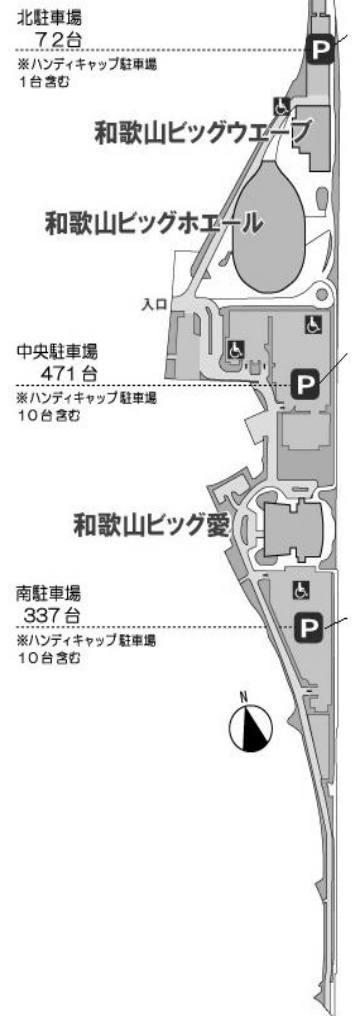 北駐車場
72台
※ハンディキャップ駐車場
1台含む
P
和歌山ビッグウエーブ
和歌山ビッグホエール
入口
中央駐車場
471台
P
※ハンディキャップ駐車場
10台含む
和歌山ビッグ愛
南駐車場
337台
P
※ハンディキャップ駐車場
10台含む
N